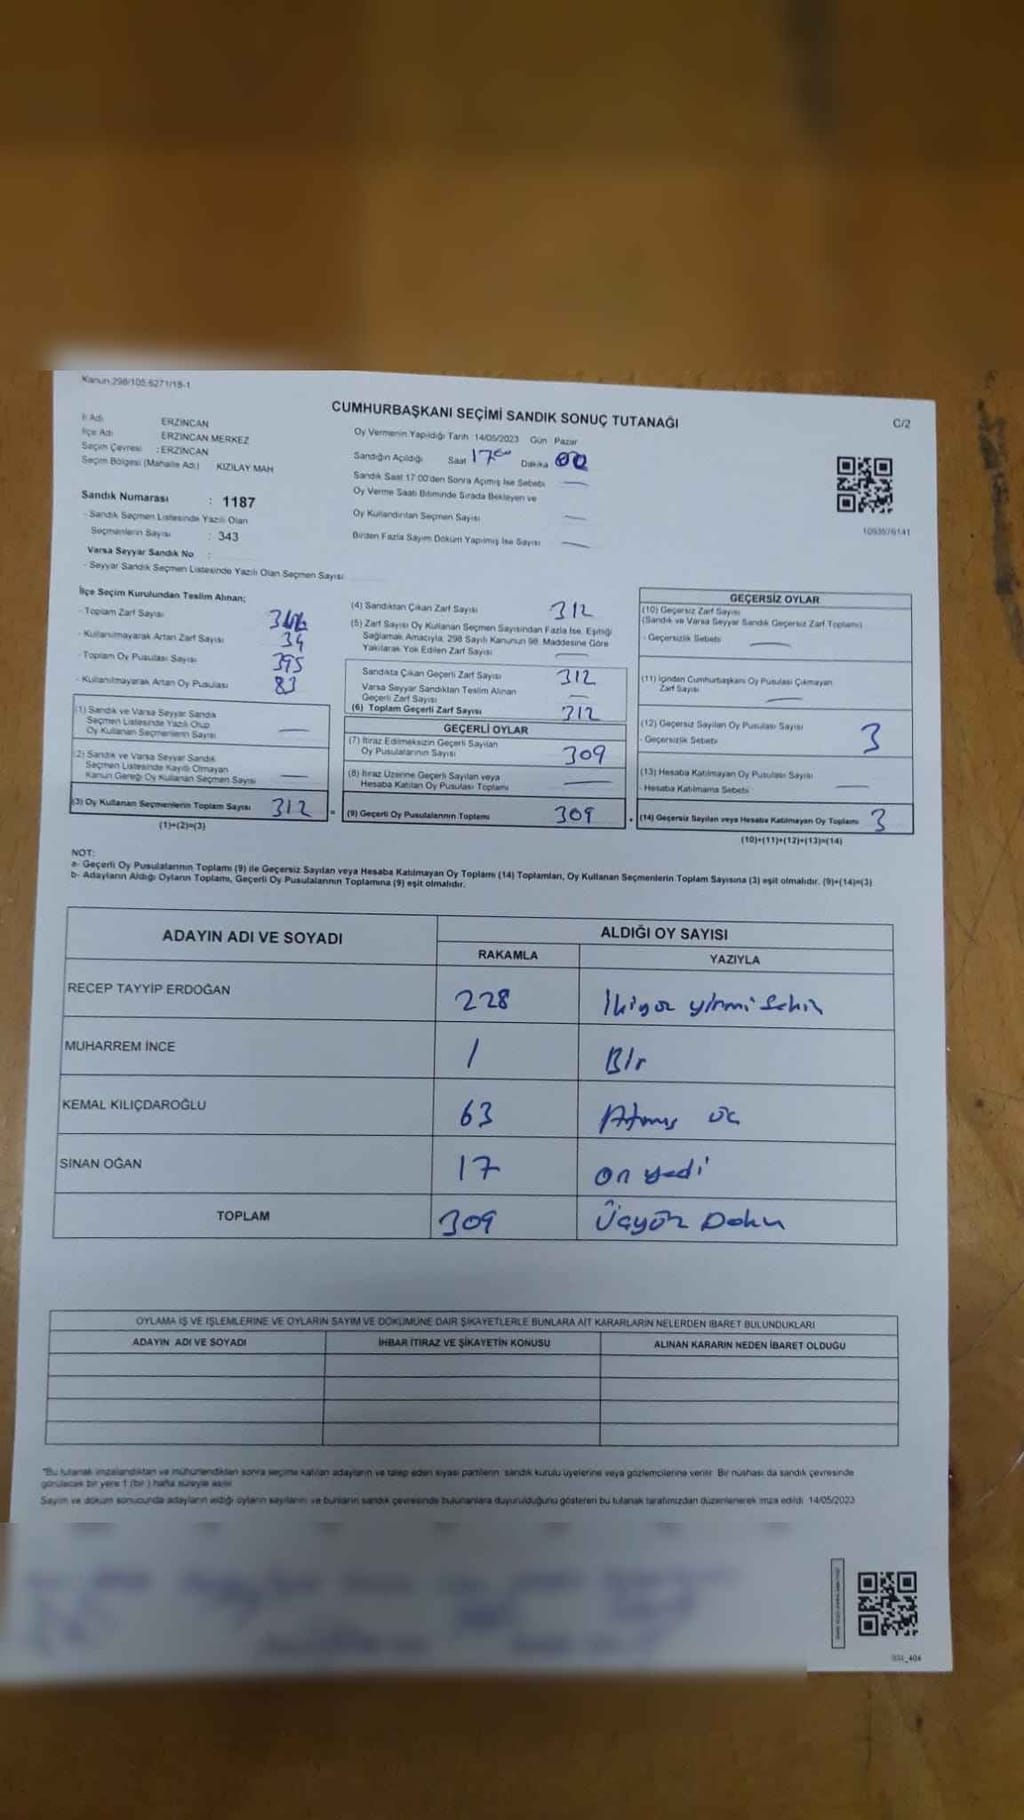 Kanun:298/105;6271/18-1
CUMHURBAŞKANI SEÇİMİ SANDIK SONUÇ TUTANAĞI
C/2
İl Adı : ERZİNCAN
İlçe Adı : ERZİNCAN MERKEZ
Seçim Çevresi : ERZİNCAN
Seçim Bölgesi (Mahalle Adı) KIZILAY MAH
Sandık Numarası : 1187
- Sandık Seçmen Listesinde Yazılı Olan
Seçmenlerin Sayısı : 343
Varsa Seyyar Sandık No :
- Seyyar Sandık Seçmen Listesinde Yazılı Olan Seçmen Sayısı:
Oy Vermenin Yapıldığı Tarih: 14/05/2023 Gün: Pazar
Sandığın Açıldığı Saat 17 00 Dakika 00
Sandık Saat 17:00'den Sonra Açımış İse Sebebi —
Oy Verme Saati Bitiminde Sırada Bekleyen ve
Oy Kullandırılan Seçmen Sayısı —
Birden Fazla Sayım Döküm Yapılmış İse Sayısı —
1093576141
İlçe Seçim Kurulundan Teslim Alınan;
- Toplam Zarf Sayısı
- Kullanılmayarak Artan Zarf Sayısı 34
- Toplam Oy Pusulası Sayısı 395
- Kullanılmayarak Artan Oy Pusulası 83
(1) Sandık ve Varsa Seyyar Sandık
Seçmen Listesinde Yazılı Olup
Oy Kullanan Seçmenlerin Sayısı —
(2) Sandık ve Varsa Seyyar Sandık
Seçmen Listesinde Kayıtlı Olmayan
Kanun Gereği Oy Kullanan Seçmen Sayısı —
(3) Oy Kullanan Seçmenlerin Toplam Sayısı 312
(1)+(2)=(3)
(4) Sandıktan Çıkan Zarf Sayısı 312
(5) Zarf Sayısı Oy Kullanan Seçmen Sayısından Fazla İse, Eşitliği
Sağlamak Amacıyla, 298 Sayılı Kanunun 98. Maddesine Göre
Yakılarak Yok Edilen Zarf Sayısı —
Sandıkta Çıkan Geçerli Zarf Sayısı 312
Varsa Seyyar Sandıktan Teslim Alınan
Geçerli Zarf Sayısı —
(6) Toplam Geçerli Zarf Sayısı 312
GEÇERLİ OYLAR
(7) İtiraz Edilmeksizin Geçerli Sayılan
Oy Pusulalarının Sayısı 309
(8) İtiraz Üzerine Geçerli Sayılan veya
Hesaba Katılan Oy Pusulası Toplamı —
= (9) Geçerli Oy Pusulalarının Toplamı 309
GEÇERSİZ OYLAR
(10) Geçersiz Zarf Sayısı
(Sandık ve Varsa Seyyar Sandık Geçersiz Zarf Toplamı)
- Geçersizlik Sebebi —
(11) İçinden Cumhurbaşkanı Oy Pusulası Çıkmayan
Zarf Sayısı —
(12) Geçersiz Sayılan Oy Pusulası Sayısı 3
- Geçersizlik Sebebi
(13) Hesaba Katılmayan Oy Pusulası Sayısı
- Hesaba Katılmama Sebebi —
+ (14) Geçersiz Sayılan veya Hesaba Katılmayan Oy Toplamı 3
(10)+(11)+(12)+(13)=(14)
NOT:
a- Geçerli Oy Pusulalarının Toplamı (9) ile Geçersiz Sayılan veya Hesaba Katılmayan Oy Toplamı (14) Toplamları, Oy Kullanan Seçmenlerin Toplam Sayısına (3) eşit olmalıdır. (9)+(14)=(3)
b- Adayların Aldığı Oyların Toplamı, Geçerli Oy Pusulalarının Toplamına (9) eşit olmalıdır.
ADAYIN ADI VE SOYADI
ALDIĞI OY SAYISI
RAKAMLA YAZIYLA
RECEP TAYYİP ERDOĞAN 228 İkiyüz yirmi sekiz
MUHARREM İNCE 1 Bir
KEMAL KILIÇDAROĞLU 63 Atmış üç
SİNAN OĞAN 17 on yedi
TOPLAM 309 Üçyüz Doku
OYLAMA İŞ VE İŞLEMLERİNE VE OYLARIN SAYIM VE DÖKÜMÜNE DAİR ŞİKAYETLERLE BUNLARA AİT KARARLARIN NELERDEN İBARET BULUNDUKLARI
ADAYIN ADI VE SOYADI İHBAR İTİRAZ VE ŞİKAYETİN KONUSU ALINAN KARARIN NEDEN İBARET OLDUĞU
*Bu tutanak imzalandıktan ve mühürlendikten sonra seçime katılan adayların ve talep eden siyasi partilerin sandık kurulu üyelerine veya gözlemcilerine verilir. Bir nüshası da sandık çevresinde
görülecek bir yere 1 (bir ) hafta süreyle asılır.
Sayım ve döküm sonucunda adayların aldığı oyların sayılarını ve bunların sandık çevresinde bulunanlara duyurulduğunu gösteren bu tutanak tarafımızdan düzenlenerek imza edildi. 14/05/2023